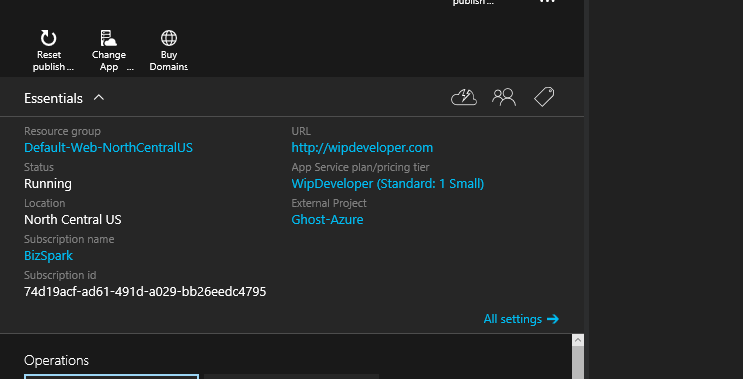 publish...
...
Reset
publish ...
Change
App ...
Buy
Domains
Essentials
Resource group
Default-Web-NorthCentralUS
Status
Running
Location
North Central US
Subscription name
BizSpark
Subscription id
74d19acf-ad61-491d-a029-bb26eedc4795
URL
http://wipdeveloper.com
App Service plan/pricing tier
WipDeveloper (Standard: 1 Small)
External Project
Ghost-Azure
All settings
Operations